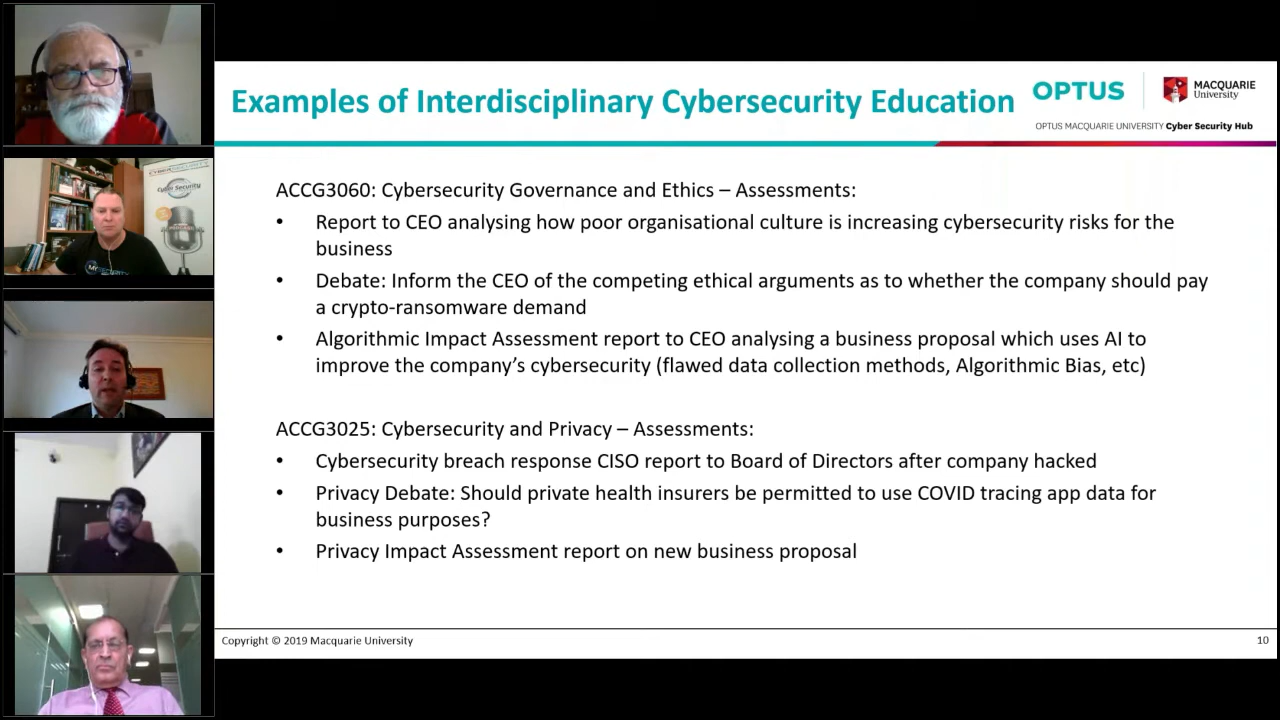 Examples of Interdisciplinary Cybersecurity Education
OPTUS
MACQUARIE
University
OPTUS MACQUARIE UNIVERSITY Cyber Security Hub
ACCG3060: Cybersecurity Governance and Ethics – Assessments:
• Report to CEO analysing how poor organisational culture is increasing cybersecurity risks for the
business
• Debate: Inform the CEO of the competing ethical arguments as to whether the company should pay
a crypto-ransomware demand
• Algorithmic Impact Assessment report to CEO analysing a business proposal which uses AI to
improve the company’s cybersecurity (flawed data collection methods, Algorithmic Bias, etc)
ACCG3025: Cybersecurity and Privacy – Assessments:
• Cybersecurity breach response CISO report to Board of Directors after company hacked
• Privacy Debate: Should private health insurers be permitted to use COVID tracing app data for
business purposes?
• Privacy Impact Assessment report on new business proposal
Copyright © 2019 Macquarie University
10